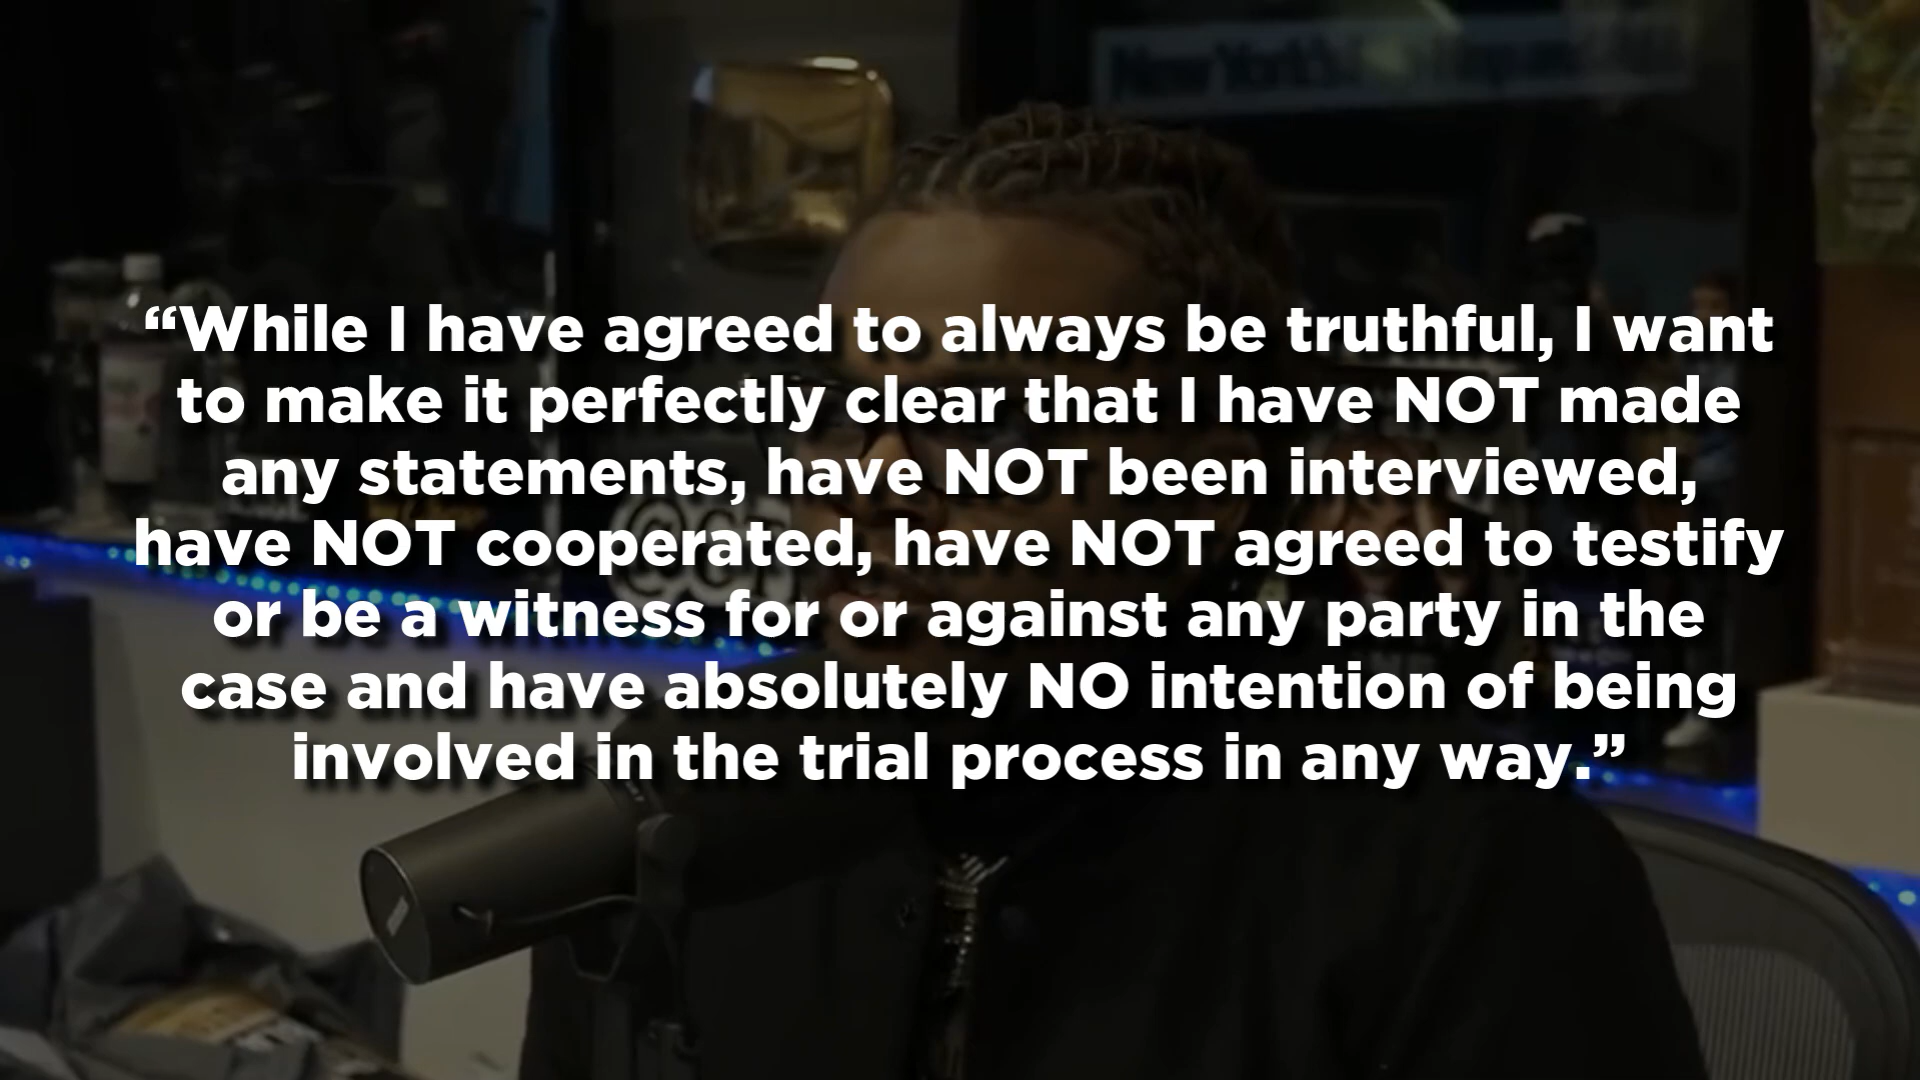 “While I have agreed to always be truthful, I want
to make it perfectly clear that I have NOT made
any statements, have NOT been interviewed,
have NOT cooperated, have NOT agreed to testify
or be a witness for or against any party in the
case and have absolutely NO intention of being
involved in the trial process in any way.”